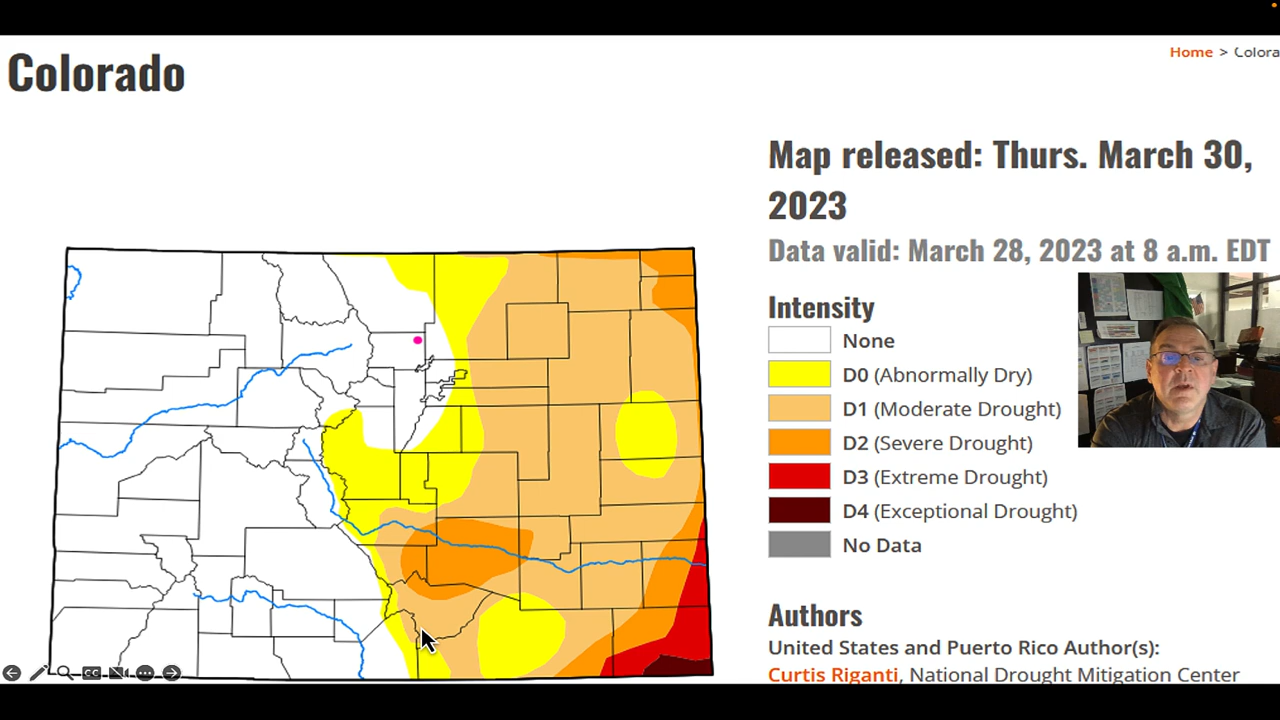 Colorado
Home > Colora
Map released: Thurs. March 30,
2023
Data valid: March 28, 2023 at 8 a.m. EDT
Intensity
None
D0 (Abnormally Dry)
D1 (Moderate Drought)
D2 (Severe Drought)
D3 (Extreme Drought)
D4 (Exceptional Drought)
No Data
Authors
United States and Puerto Rico Author(s):
Curtis Riganti, National Drought Mitigation Center